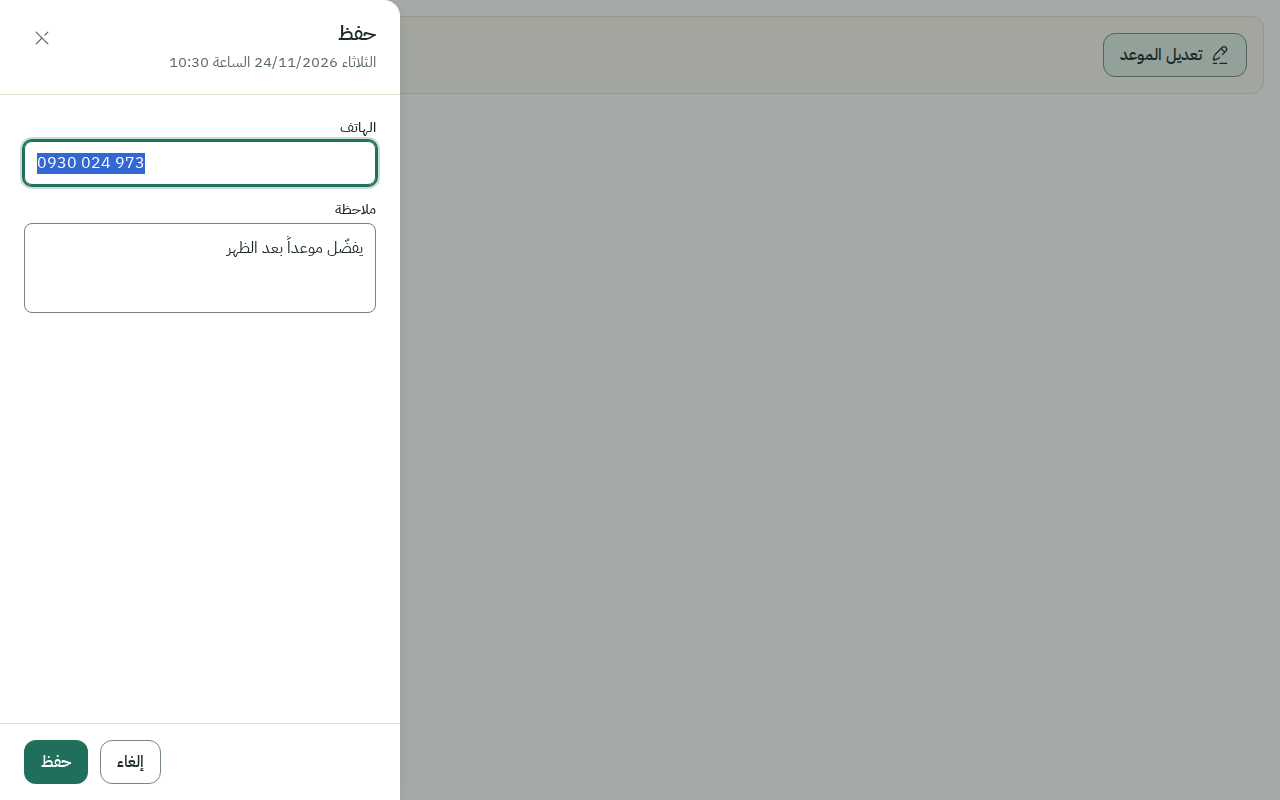 تعديل الموعد
حفظ
الثلاثاء 24/11/2026 الساعة 10:30
الهاتف
0930 024 973
ملاحظة
يفضّل موعداً بعد الظهر
إلغاء
حفظ